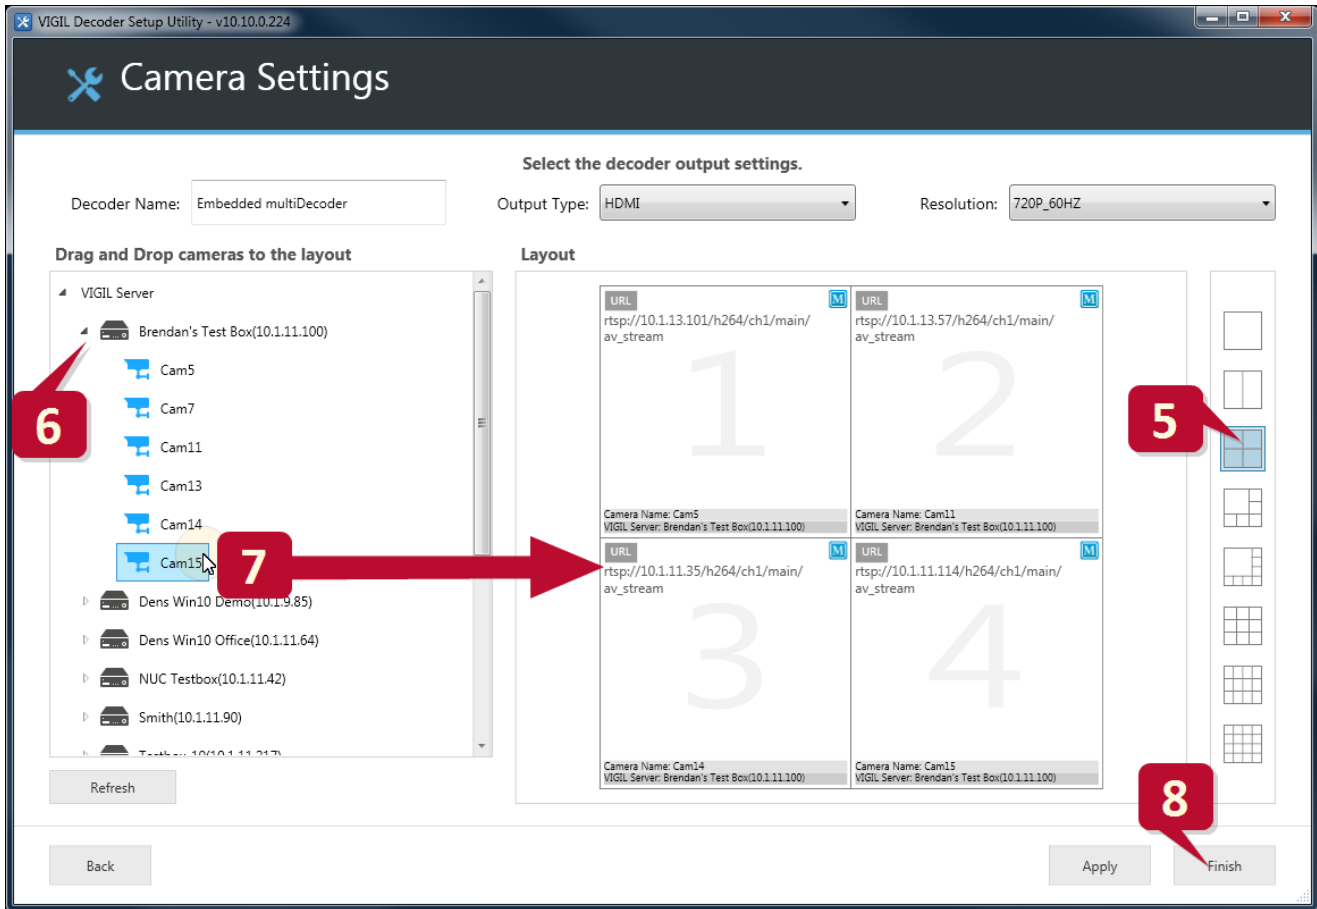 VIGIL Decoder Setup Utility - v10.10.0.224
Camera Settings
Select the decoder output settings.
Decoder Name: Embedded multiDecoder Output Type: HDMI Resolution: 720P_60HZ
Drag and Drop cameras to the layout
VIGIL Server
Brendan's Test Box(10.1.11.100)
6
Cam5
Cam7
Cam11
Cam13
Cam14
Cam15
7
Dens Win10 Demo(10.1.9.85)
Dens Win10 Office(10.1.11.64)
NUC Testbox(10.1.11.42)
Smith(10.1.11.90)
Testbox 10(10.1.11.217)
Refresh
Layout
URL M
rtsp://10.1.13.101/h264/ch1/main/
av_stream
1
Camera Name: Cam5
VIGIL Server: Brendan's Test Box(10.1.11.100)
URL M
rtsp://10.1.13.57/h264/ch1/main/
av_stream
2
Camera Name: Cam11
VIGIL Server: Brendan's Test Box(10.1.11.100)
URL M
rtsp://10.1.11.35/h264/ch1/main/
av_stream
3
Camera Name: Cam14
VIGIL Server: Brendan's Test Box(10.1.11.100)
URL M
rtsp://10.1.11.114/h264/ch1/main/
av_stream
4
Camera Name: Cam15
VIGIL Server: Brendan's Test Box(10.1.11.100)
5
8
Back Apply Finish